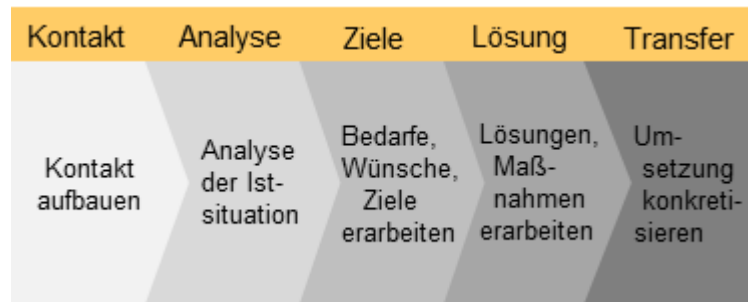 Kontakt Analyse Ziele Lösung Transfer
Kontakt
aufbauen
Analyse
der Ist-
situation
Bedarfe,
Wünsche,
Ziele
erarbeiten
Lösungen,
Maß-
nahmen
erarbeiten
Um-
setzung
konkreti-
sieren